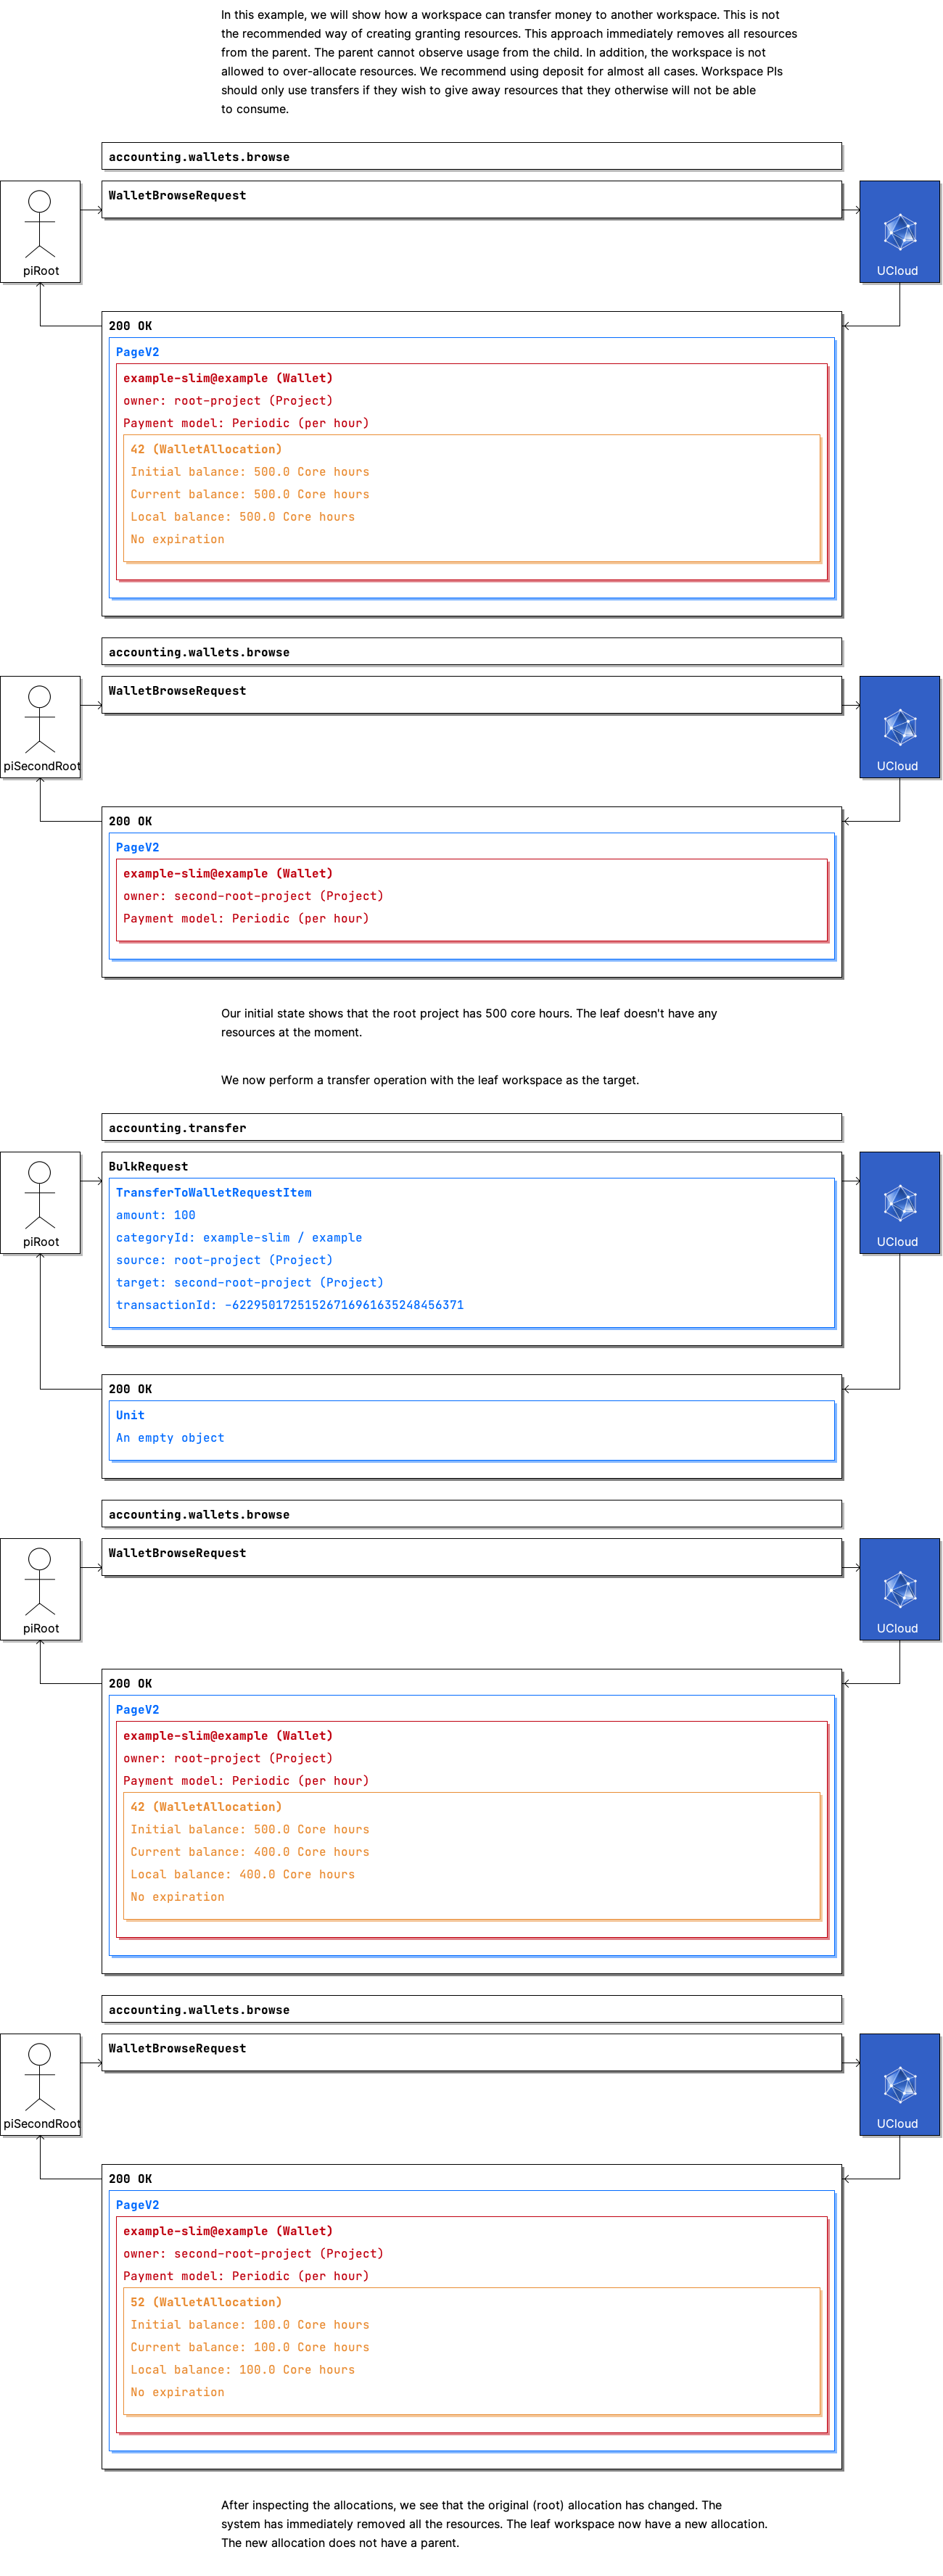 In this example, we will show how a workspace can transfer money to another workspace. This is not
the recommended way of creating granting resources. This approach immediately removes all resources
from the parent. The parent cannot observe usage from the child. In addition, the workspace is not
allowed to over-allocate resources. We recommend using deposit for almost all cases. Workspace PIs
should only use transfers if they wish to give away resources that they otherwise will not be able
to consume.
accounting.wallets.browse
WalletBrowseRequest
piRoot
UCloud
200 OK
PageV2
example-slim@example (Wallet)
owner: root-project (Project)
Payment model: Periodic (per hour)
42 (WalletAllocation)
Initial balance: 500.0 Core hours
Current balance: 500.0 Core hours
Local balance: 500.0 Core hours
No expiration
accounting.wallets.browse
WalletBrowseRequest
piSecondRoot
UCloud
200 OK
PageV2
example-slim@example (Wallet)
owner: second-root-project (Project)
Payment model: Periodic (per hour)
Our initial state shows that the root project has 500 core hours. The leaf doesn't have any
resources at the moment.
We now perform a transfer operation with the leaf workspace as the target.
accounting.transfer
BulkRequest
TransferToWalletRequestItem
amount: 100
categoryId: example-slim / example
source: root-project (Project)
target: second-root-project (Project)
transactionId: -62295017251526716961635248456371
piRoot
UCloud
200 OK
Unit
An empty object
accounting.wallets.browse
WalletBrowseRequest
piRoot
UCloud
200 OK
PageV2
example-slim@example (Wallet)
owner: root-project (Project)
Payment model: Periodic (per hour)
42 (WalletAllocation)
Initial balance: 500.0 Core hours
Current balance: 400.0 Core hours
Local balance: 400.0 Core hours
No expiration
accounting.wallets.browse
WalletBrowseRequest
piSecondRoot
UCloud
200 OK
PageV2
example-slim@example (Wallet)
owner: second-root-project (Project)
Payment model: Periodic (per hour)
52 (WalletAllocation)
Initial balance: 100.0 Core hours
Current balance: 100.0 Core hours
Local balance: 100.0 Core hours
No expiration
After inspecting the allocations, we see that the original (root) allocation has changed. The
system has immediately removed all the resources. The leaf workspace now have a new allocation.
The new allocation does not have a parent.